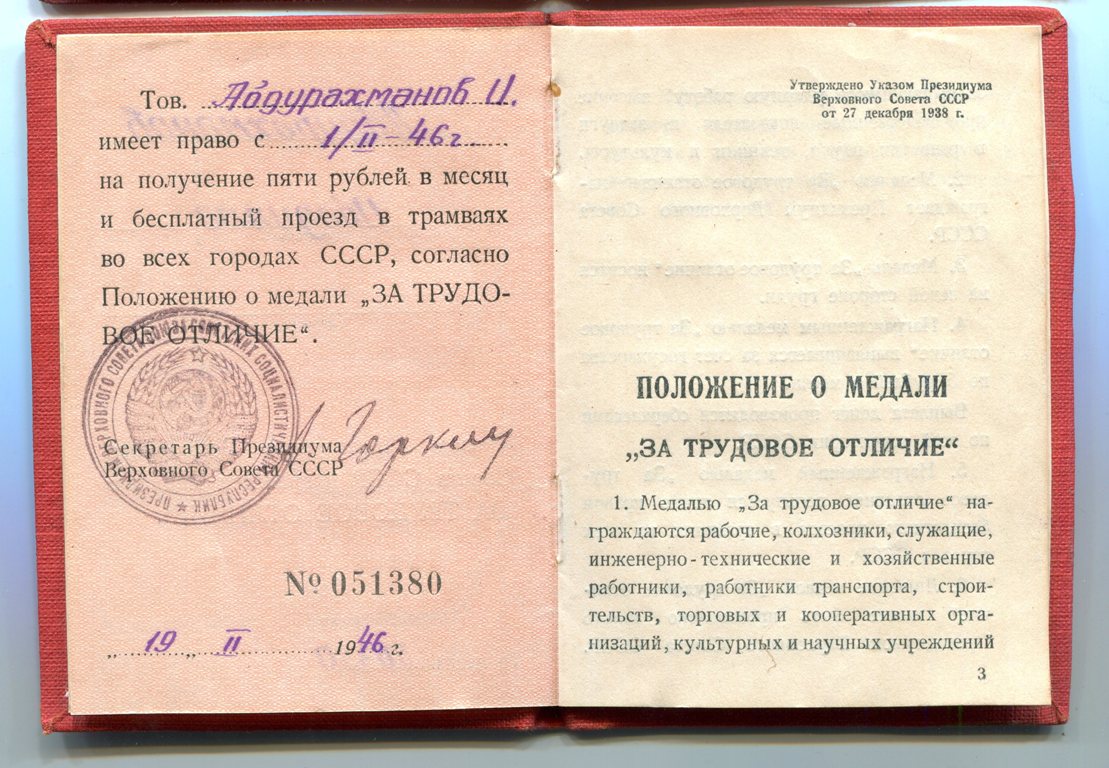 Тов. Абдурахманов И.
имеет право с 1/II-46г.
на получение пяти рублей в месяц
и бесплатный проезд в трамваях
во всех городах СССР, согласно
Положению о медали „ЗА ТРУДО-
ВОЕ ОТЛИЧИЕ“.
Секретарь Президиума
Верховного Совета СССР
Горкин
№ 051380
„19„ II 1946 г.
Утверждено Указом Президиума
Верховного Совета СССР
от 27 декабря 1938 г.
ПОЛОЖЕНИЕ О МЕДАЛИ
„ЗА ТРУДОВОЕ ОТЛИЧИЕ“
1. Медалью „За трудовое отличие“ на-
граждаются рабочие, колхозники, служащие,
инженерно-технические и хозяйственные
работники, работники транспорта, строи-
тельств, торговых и кооперативных орга-
низаций, культурных и научных учреждений
3